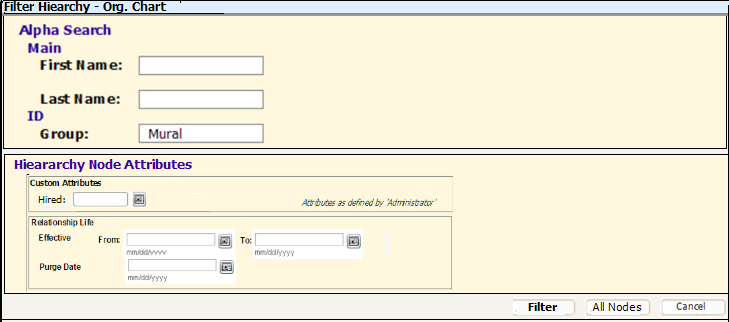 Filter Hiearchy - Org. Chart
Alpha Search
Main
First Name:
Last Name:
ID
Group: Mural
Hieararchy Node Attributes
Custom Attributes
Hired: Attributes as defined by 'Administrator'
Relationship Life
Effective From: To:
mm/dd/yyyy mm/dd/yyyy
Purge Date
mm/dd/yyyy
Filter All Nodes Cancel